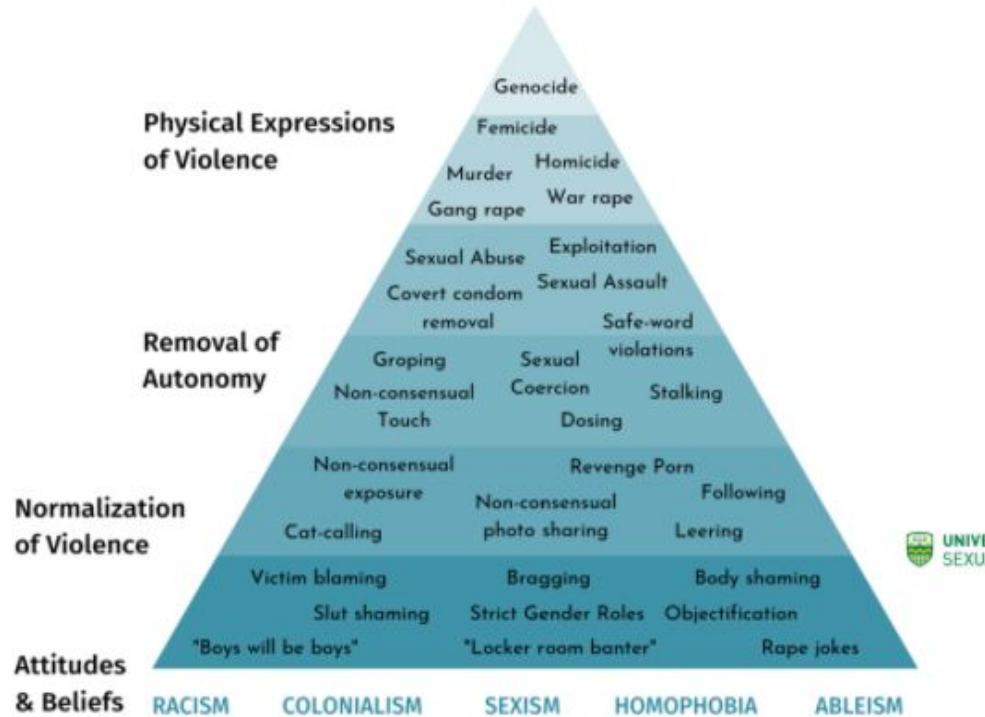 Genocide
Physical Expressions
of Violence
Femicide
Homicide
Murder
War rape
Gang rape
Exploitation
Sexual Abuse
Sexual Assault
Covert condom
removal
Safe-word
violations
Removal of
Autonomy
Groping
Sexual
Coercion
Non-consensual
Touch
Stalking
Dosing
Normalization
of Violence
Non-consensual
exposure
Revenge Porn
Following
Non-consensual
photo sharing
Cat-calling
Leering
UNIVE
SEXU
Attitudes
& Beliefs
Victim blaming
Bragging
Body shaming
Slut shaming
Strict Gender Roles
Objectification
"Boys will be boys"
"Locker room banter"
Rape jokes
RACISM COLONIALISM SEXISM HOMOPHOBIA ABLEISM